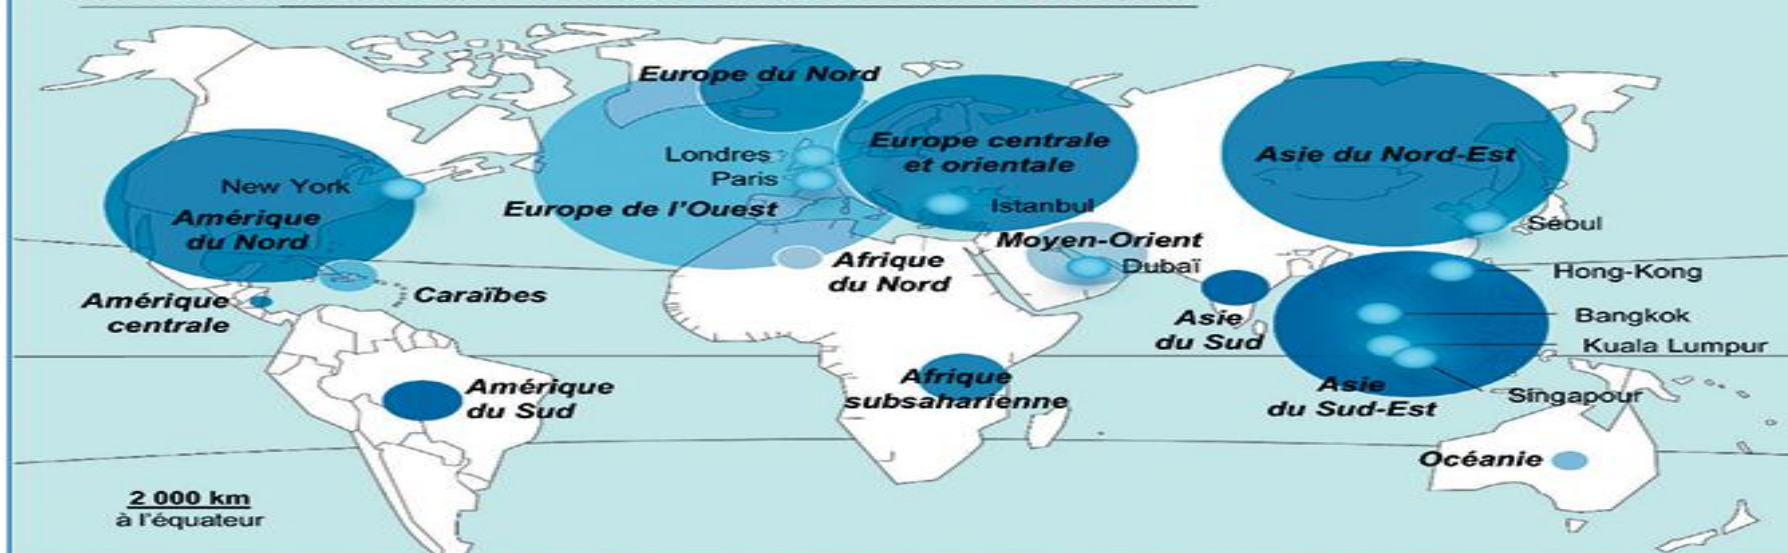 Europe du Nord
Londres
Paris
Europe centrale
et orientale
Asie du Nord-Est
New York
Amérique
du Nord
Europe de l'Ouest
Istanbul
Séoul
Moyen-Orient
Dubaï
Afrique
du Nord
Hong-Kong
Amérique
centrale
Caraïbes
Asie
du Sud
Bangkok
Kuala Lumpur
Amérique
du Sud
Afrique
subsaharienne
Asie
du Sud-Est
Singapour
Océanie
2 000 km
à l'équateur